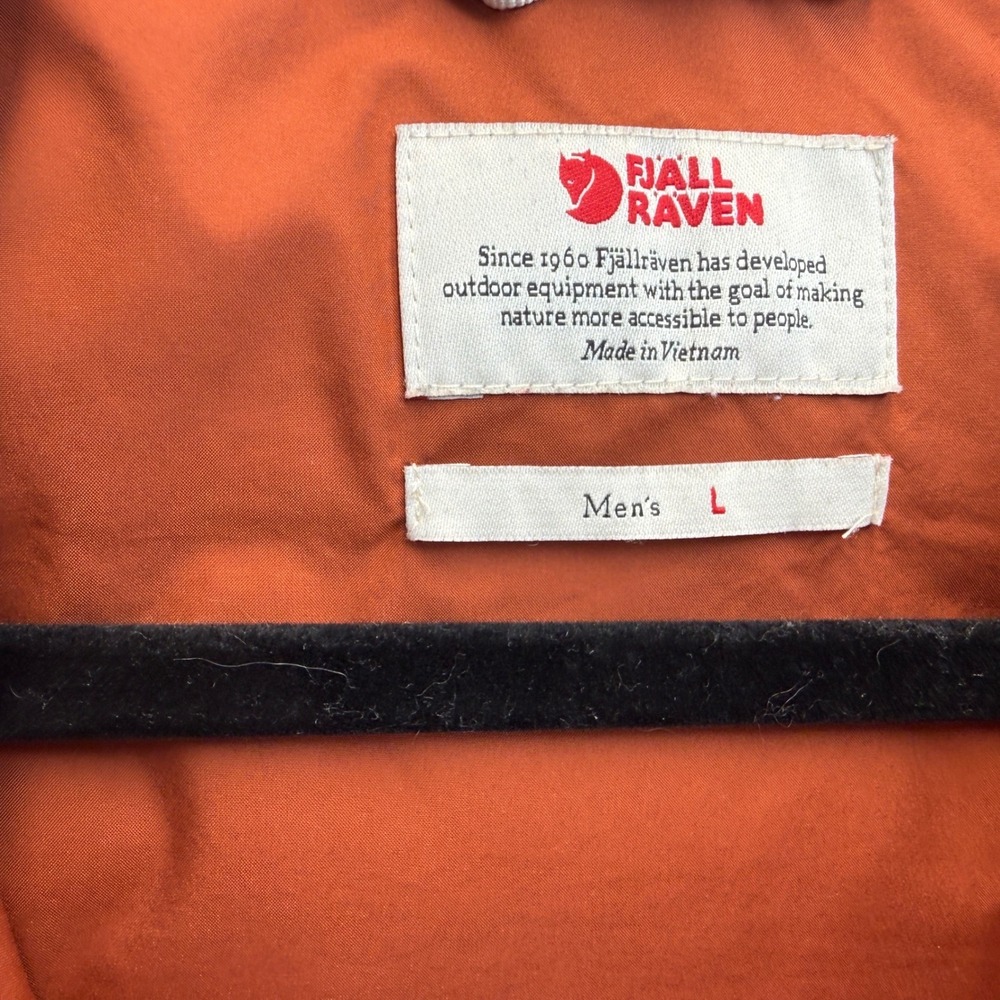 FJÄLL
RÄVEN
Since 1960 Fjällräven has developed
outdoor equipment with the goal of making
nature more accessible to people.
Made in Vietnam
Men's L